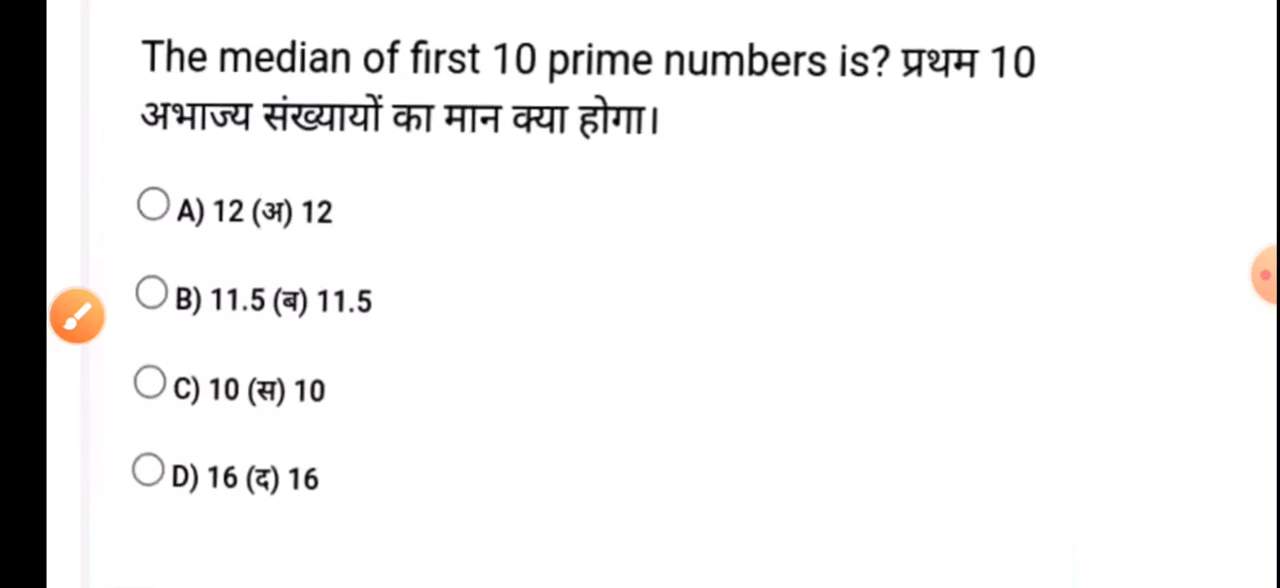 The median of first 10 prime numbers is? प्रथम 10
अभाज्य संख्यायों का मान क्या होगा।
A) 12 (अ) 12
B) 11.5 (ब) 11.5
C) 10 (स) 10
D) 16 (द) 16